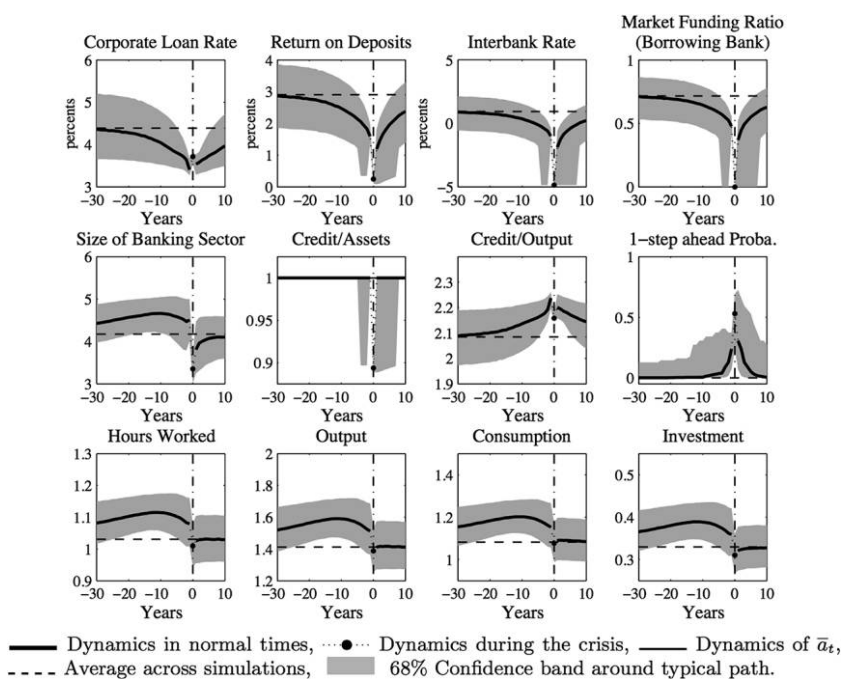 Corporate Loan Rate
Return on Deposits
Interbank Rate
Market Funding Ratio
(Borrowing Bank)
percents
6
5
4
3
-30 -20 -10 0 10
Years
percents
4
3
2
1
0
-30 -20 -10 0 10
Years
percents
5
0
-5
-30 -20 -10 0 10
Years
1
0.5
0
-30 -20 -10 0 10
Years
Size of Banking Sector
Credit/Assets
Credit/Output
1-step ahead Proba.
6
5
4
3
-30 -20 -10 0 10
Years
1
0.95
0.9
-30 -20 -10 0 10
Years
2.3
2.2
2.1
2
1.9
-30 -20 -10 0 10
Years
1
0.5
0
-30 -20 -10 0 10
Years
Hours Worked
Output
Consumption
Investment
1.3
1.2
1.1
1
0.9
-30 -20 -10 0 10
Years
2
1.8
1.6
1.4
1.2
-30 -20 -10 0 10
Years
1.4
1.2
1
-30 -20 -10 0 10
Years
0.5
0.4
0.3
-30 -20 -10 0 10
Years
Dynamics in normal times, Dynamics during the crisis, Dynamics of a̅t,
Average across simulations, 68% Confidence band around typical path.